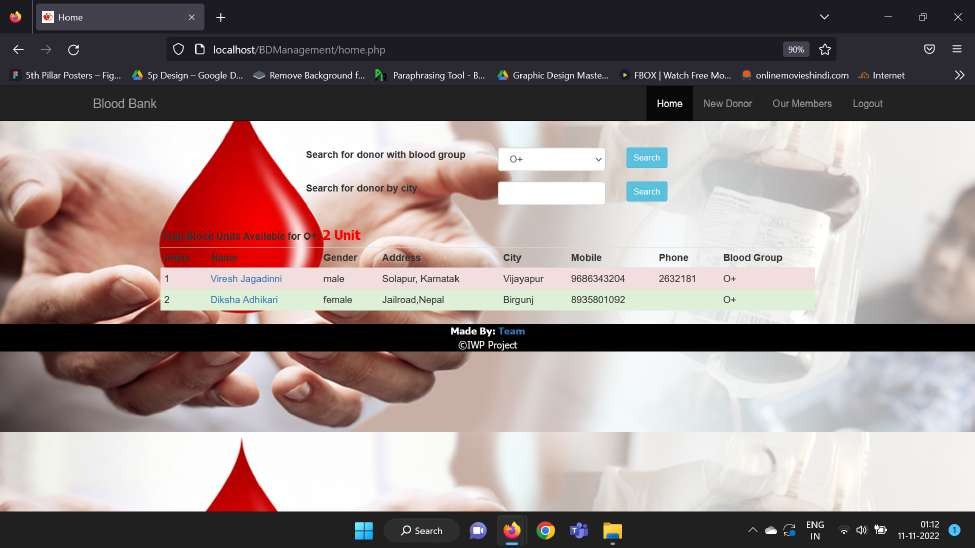 Home
localhost/BDManagement/home.php 90%
5th Pillar Posters – Fig... 5p Design – Google D... Remove Background f... Paraphrasing Tool - B... Graphic Design Maste... FBOX | Watch Free Mo... onlinemovieshindi.com Internet
Blood Bank Home New Donor Our Members Logout
Search for donor with blood group O+ Search
Search for donor by city Search
Blood Units Available for O+ 2 Unit
Name Gender Address City Mobile Phone Blood Group
1 Viresh Jagadinni male Solapur, Karnatak Vijayapur 9686343204 2632181 O+
2 Diksha Adhikari female Jailroad,Nepal Birgunj 8935801092 O+
Made By: Team
©IWP Project
Search ENG IN 01:12 11-11-2022 1